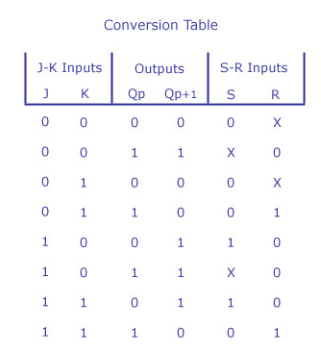 Conversion Table
J-K Inputs Outputs S-R Inputs
J K Qp Qp+1 S R
0 0 0 0 0 X
0 0 1 1 X 0
0 1 0 0 0 X
0 1 1 0 0 1
1 0 0 1 1 0
1 0 1 1 X 0
1 1 0 1 1 0
1 1 1 0 0 1